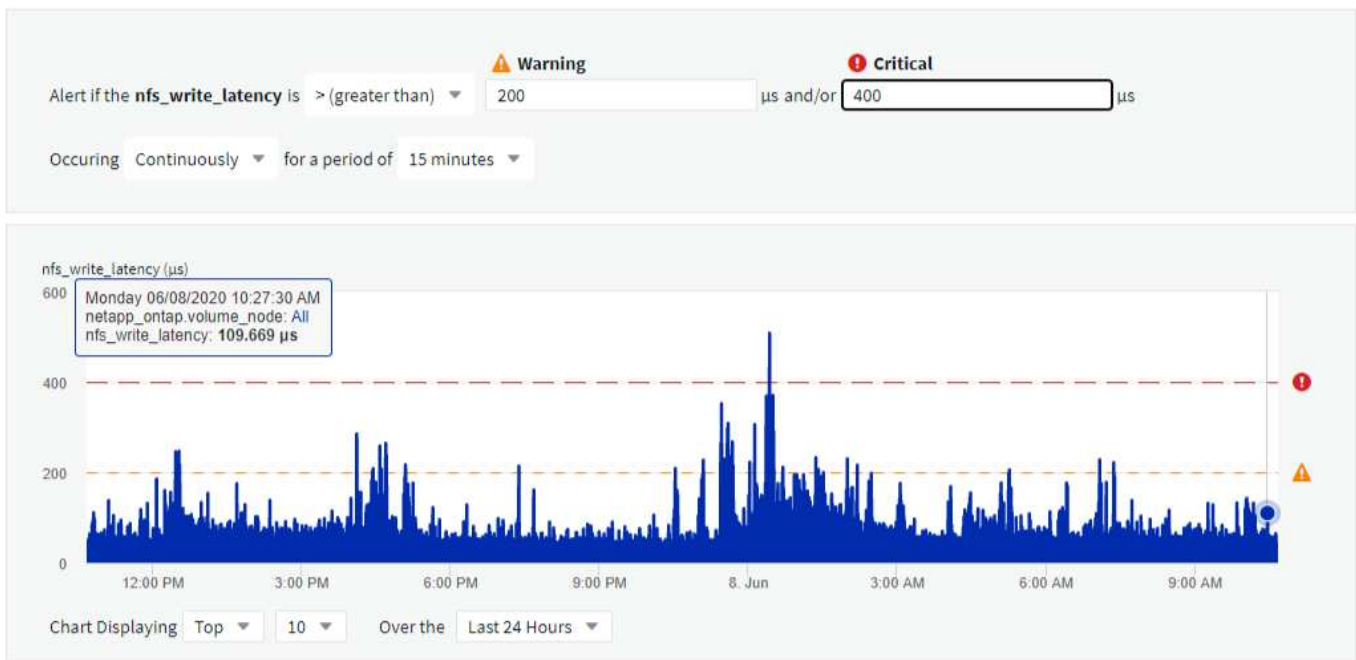 Warning Critical
Alert if the nfs_write_latency is > (greater than) 200 µs and/or 400 µs
Occuring Continuously for a period of 15 minutes
nfs_write_latency (µs)
600
Monday 06/08/2020 10:27:30 AM
netapp_ontap.volume_node: All
nfs_write_latency: 109.669 µs
400
200
0
12:00 PM 3:00 PM 6:00 PM 9:00 PM 8. Jun 3:00 AM 6:00 AM 9:00 AM
Chart Displaying Top 10 Over the Last 24 Hours